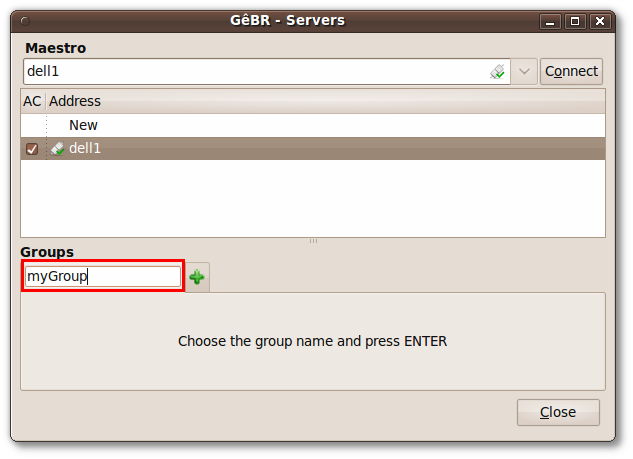 GêBR - Servers
Maestro
dell1
Connect
AC Address
New
dell1
Groups
myGroup
Choose the group name and press ENTER
Close